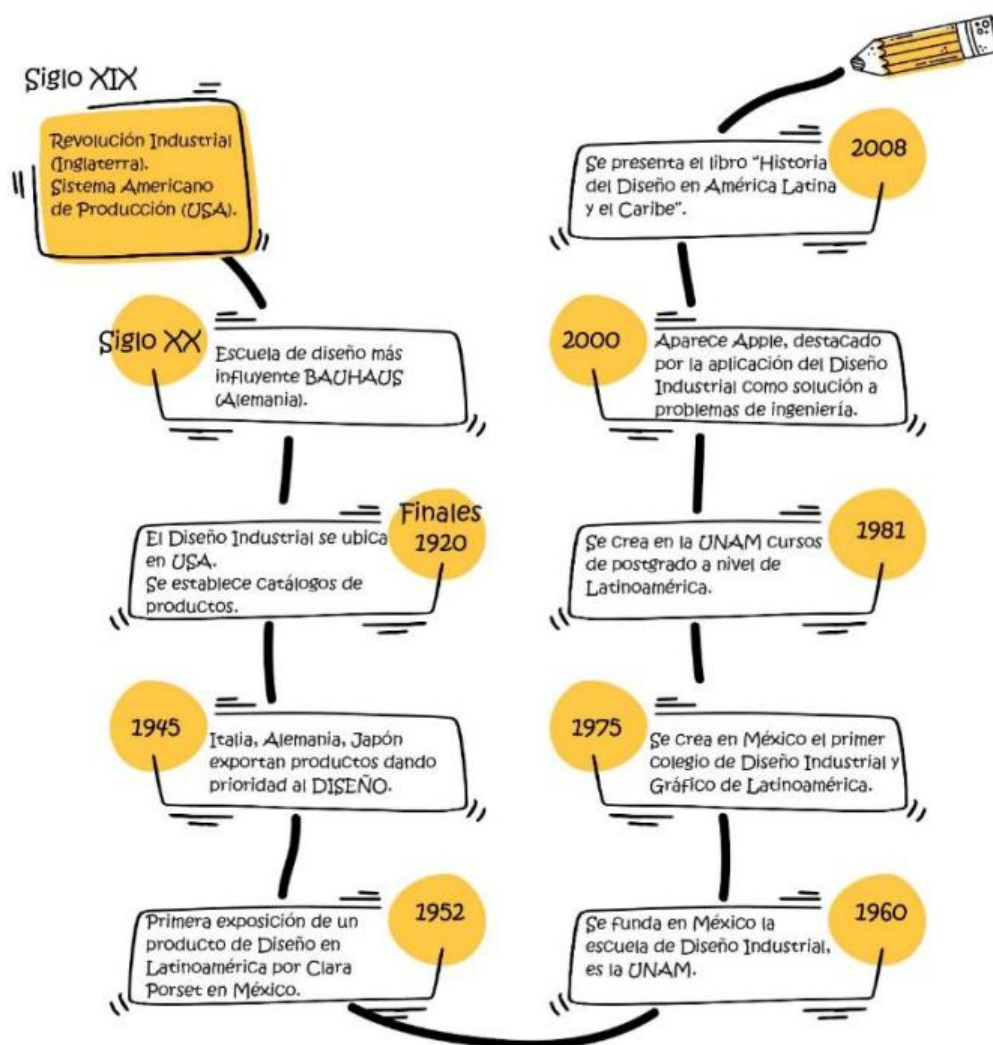 Siglo XIX
Revolución Industrial
(Inglaterra).
Sistema Americano
de Producción (USA).
Siglo XX
Escuela de diseño más
influyente BAUHAUS
(Alemania).
Finales
1920
El Diseño Industrial se ubica
en USA.
Se establece catálogos de
productos.
1945
Italia, Alemania, Japón
exportan productos dando
prioridad al DISEÑO.
1952
Primera exposición de un
producto de Diseño en
Latinoamérica por Clara
Porset en México.
1960
Se funda en México la
escuela de Diseño Industrial,
es la UNAM.
1975
Se crea en México el primer
colegio de Diseño Industrial y
Gráfico de Latinoamérica.
1981
Se crea en la UNAM cursos
de postgrado a nivel de
Latinoamérica.
2000
Aparece Apple, destacado
por la aplicación del Diseño
Industrial como solución a
problemas de ingeniería.
2008
Se presenta el libro "Historia
del Diseño en América Latina
y el Caribe".